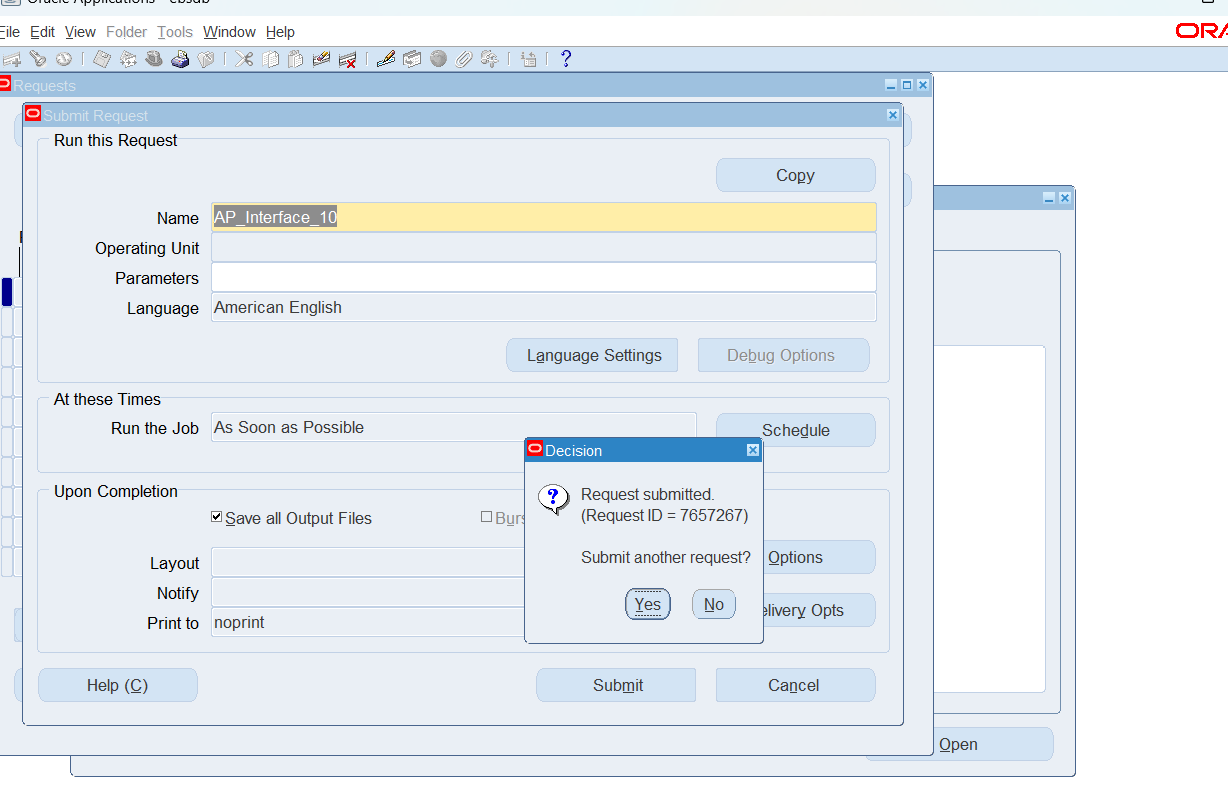 Oracle Applications - ebsdb
File Edit View Folder Tools Window Help
ORA
Requests
Submit Request
Run this Request
Copy
Name AP_Interface_10
Operating Unit
Parameters
Language American English
Language Settings Debug Options
At these Times
Run the Job As Soon as Possible Schedule
Decision
Upon Completion
Request submitted.
(Request ID = 7657267)
Save all Output Files Burs
Submit another request?
Layout Options
Notify
Yes No
Print to noprint elivery Opts
Help (C) Submit Cancel
Open